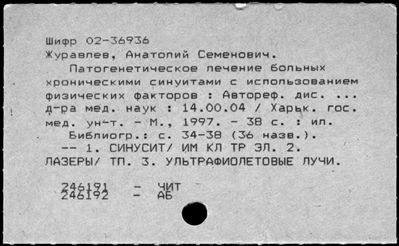 Шифр 02-36936
Журавлев, Анатолий Семенович.
Патогенетическое лечение больных
хроническими синуитами с использованием
физических факторов : Автореф. дис. ...
д-ра мед. наук : 14.00.04 / Харьк. гос.
мед. ун-т. - М., 1997. - 38 с. : ил.
Библиогр.: с. 34-38 (36 назв.).
-- 1. СИНУСИТ/ ИМ КЛ ТР ЭЛ. 2.
ЛАЗЕРЫ/ ТП. 3. УЛЬТРАФИОЛЕТОВЫЕ ЛУЧИ.
246191 - ЧИТ
246192 - АБ